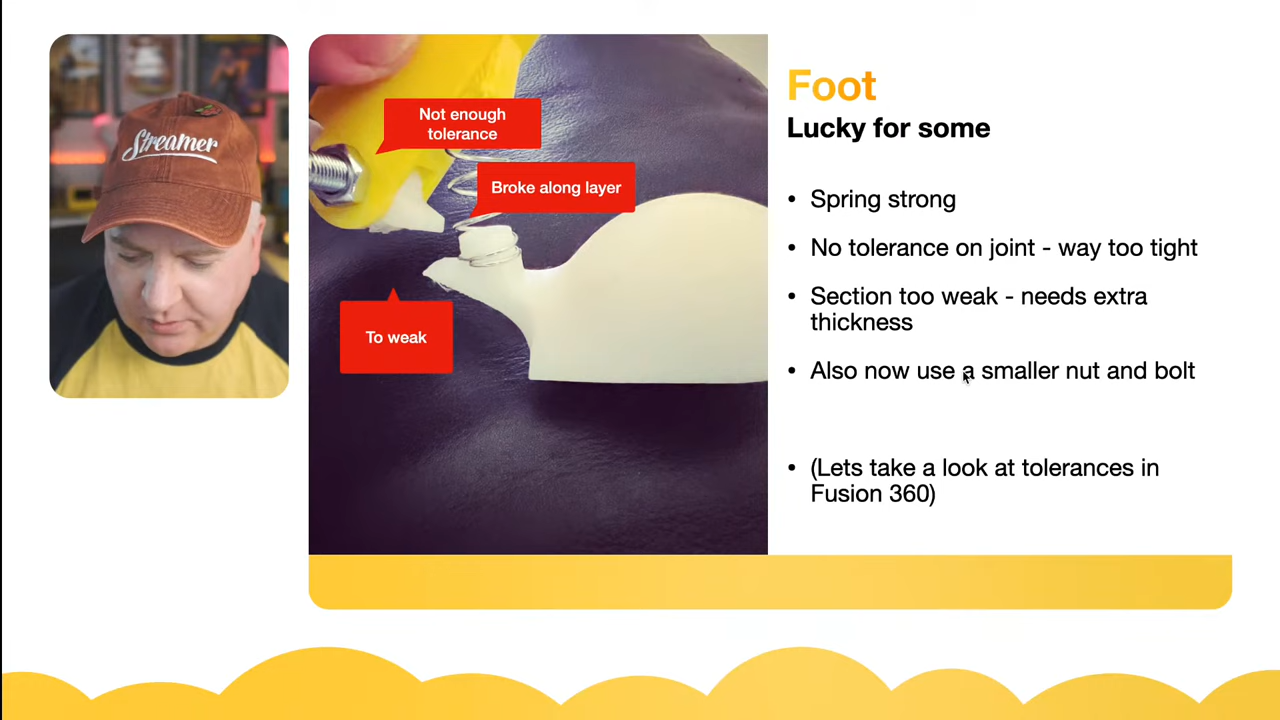 Streamer
Not enough
tolerance
Broke along layer
To weak
Foot
Lucky for some
• Spring strong
• No tolerance on joint - way too tight
• Section too weak - needs extra
thickness
• Also now use a smaller nut and bolt
• (Lets take a look at tolerances in
Fusion 360)